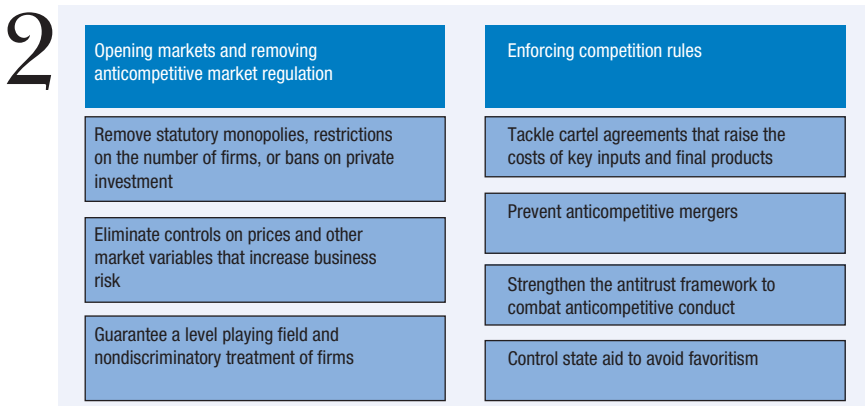 2
Opening markets and removing
anticompetitive market regulation
Remove statutory monopolies, restrictions
on the number of firms, or bans on private
investment
Eliminate controls on prices and other
market variables that increase business
risk
Guarantee a level playing field and
nondiscriminatory treatment of firms
Enforcing competition rules
Tackle cartel agreements that raise the
costs of key inputs and final products
Prevent anticompetitive mergers
Strengthen the antitrust framework to
combat anticompetitive conduct
Control state aid to avoid favoritism